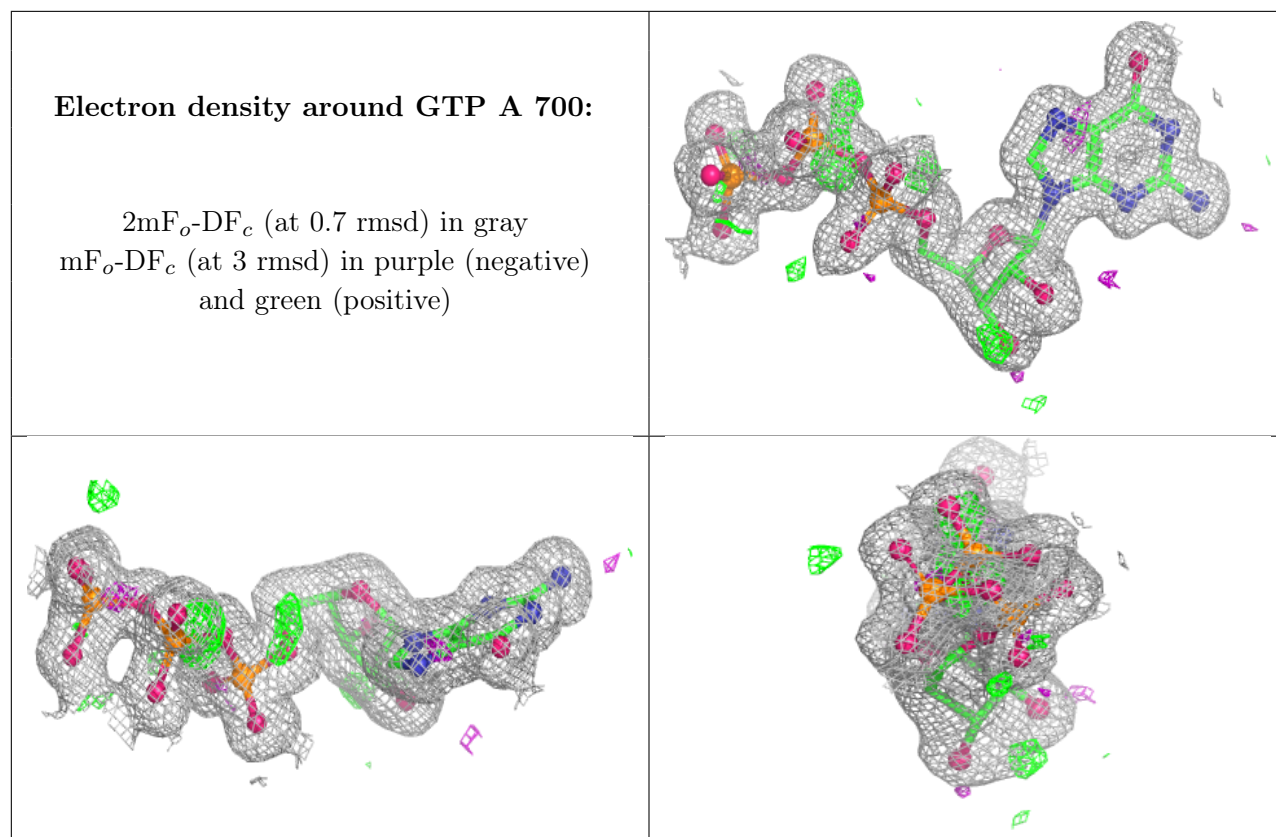 Electron density around GTP A 700:
2mFo-DFc (at 0.7 rmsd) in gray
mFo-DFc (at 3 rmsd) in purple (negative)
and green (positive)